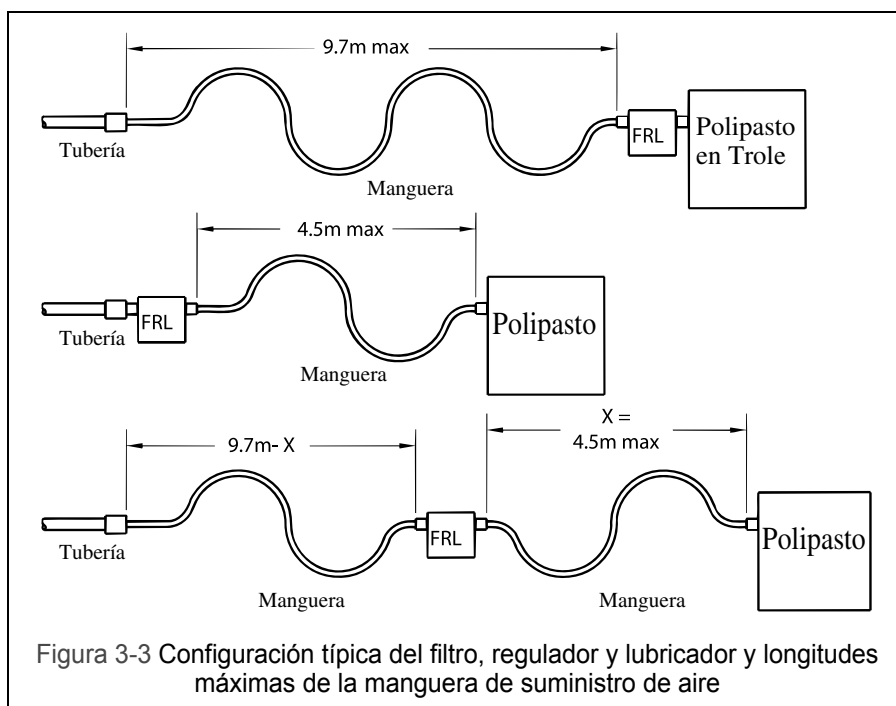 9.7m max
Tubería
Manguera
FRL
Polipasto
en Trole
4.5m max
Tubería
FRL
Manguera
Polipasto
9.7m- X
X =
4.5m max
Tubería
Manguera
FRL
Manguera
Polipasto
Figura 3-3 Configuración típica del filtro, regulador y lubricador y longitudes
máximas de la manguera de suministro de aire